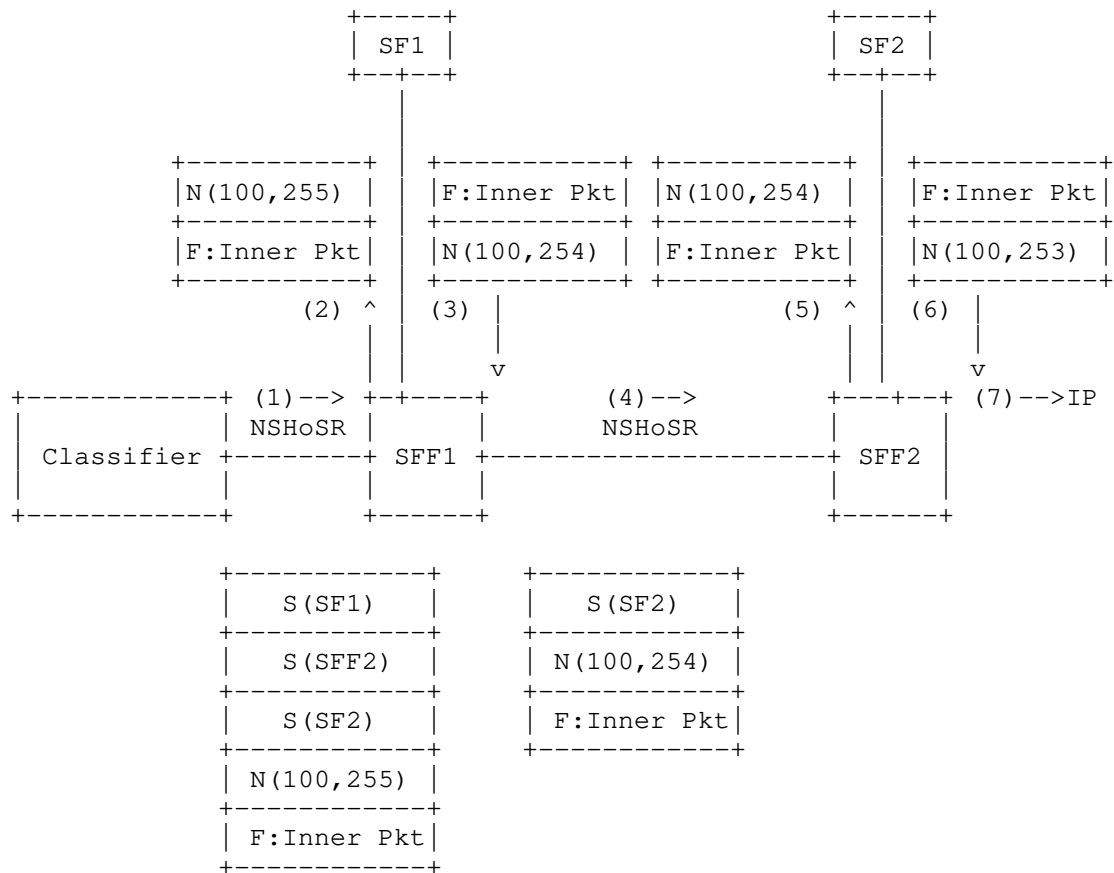 SF1 SF2
N(100,255) F:Inner Pkt N(100,254) F:Inner Pkt
F:Inner Pkt N(100,254) F:Inner Pkt N(100,253)
(2) ^ (3) (5) ^ (6)
v v
(1)--> (4)--> (7)-->IP
NSHoSR NSHoSR
Classifier SFF1 SFF2
S(SF1) S(SF2)
S(SFF2) N(100,254)
S(SF2) F:Inner Pkt
N(100,255)
F:Inner Pkt